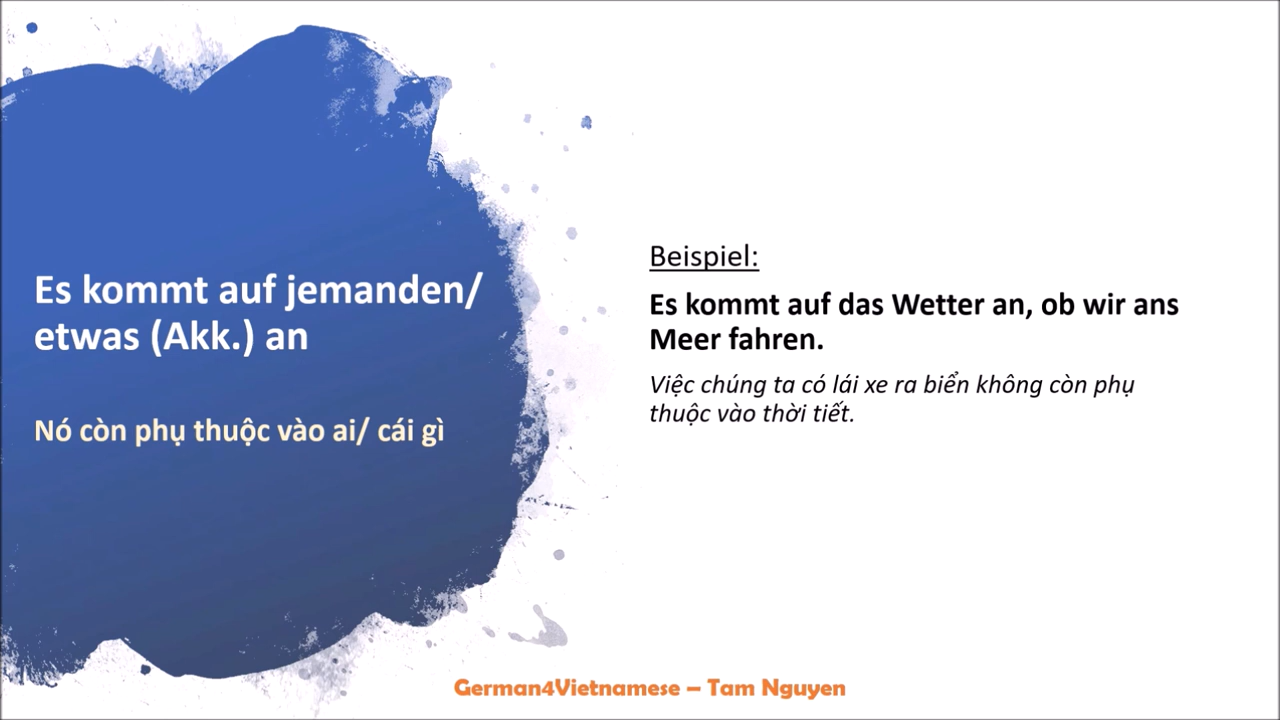 Es kommt auf jemanden/
etwas (Akk.) an
Nó còn phụ thuộc vào ai/ cái gì
Beispiel:
Es kommt auf das Wetter an, ob wir ans
Meer fahren.
Việc chúng ta có lái xe ra biển không còn phụ
thuộc vào thời tiết.
German4Vietnamese – Tam Nguyen